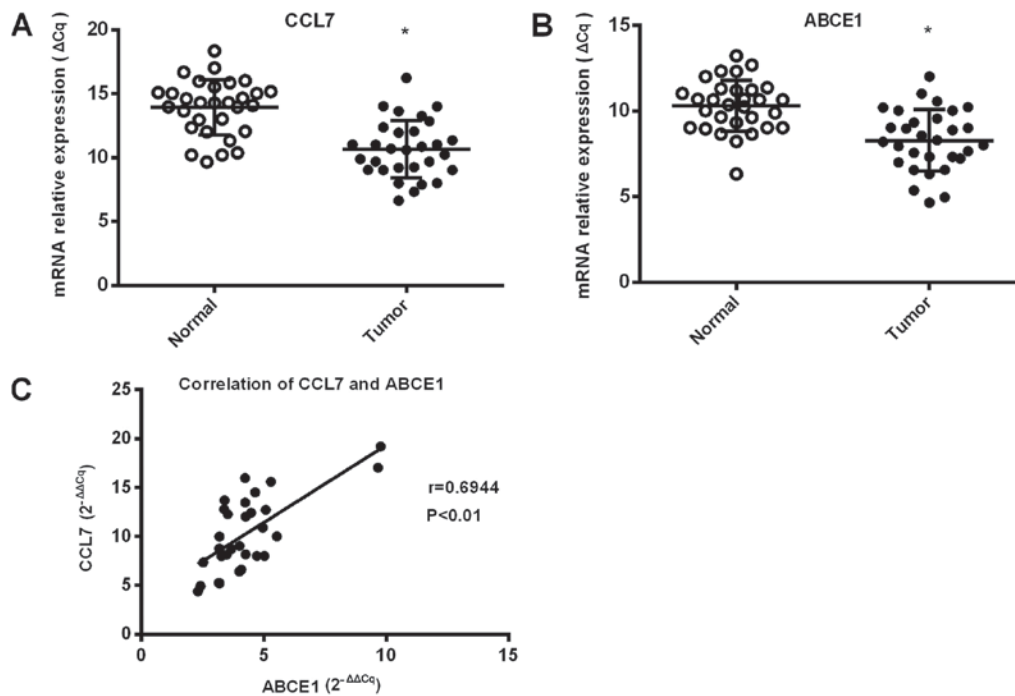 A
CCL7
mRNA relative expression (ΔCq)
20
15
10
5
0
*
Normal
Tumor
B
ABCE1
mRNA relative expression (ΔCq)
15
10
5
0
*
Normal
Tumor
C
Correlation of CCL7 and ABCE1
CCL7 (2-ΔΔCq)
25
20
15
10
5
0
r=0.6944
P<0.01
0
5
10
15
ABCE1 (2-ΔΔCq)